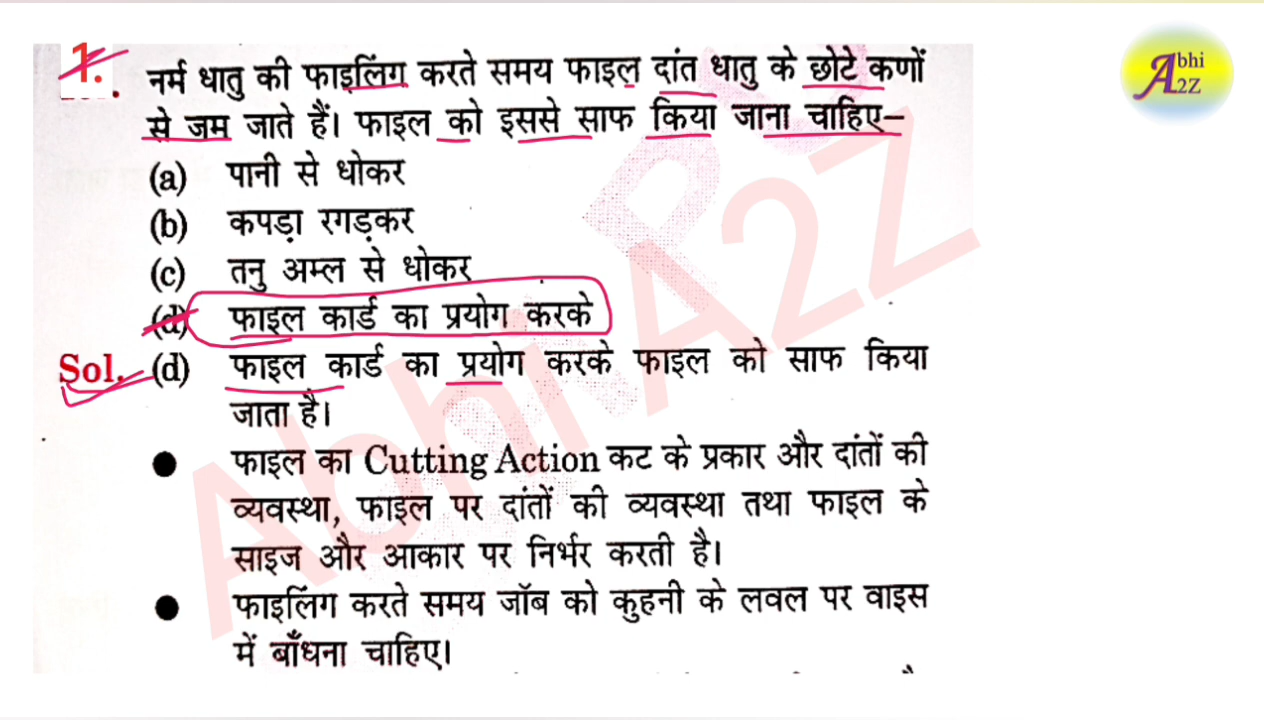 Abhi
A2Z
1. नर्म धातु की फाइलिंग करते समय फाइल दांत धातु के छोटे कणों
से जम जाते हैं। फाइल को इससे साफ किया जाना चाहिए–
(a) पानी से धोकर
(b) कपड़ा रगड़कर
(c) तनु अम्ल से धोकर
(d) फाइल कार्ड का प्रयोग करके
Sol. (d) फाइल कार्ड का प्रयोग करके फाइल को साफ किया
जाता है।
● फाइल का Cutting Action कट के प्रकार और दांतों की
व्यवस्था, फाइल पर दांतों की व्यवस्था तथा फाइल के
साइज और आकार पर निर्भर करती है।
● फाइलिंग करते समय जॉब को कुहनी के लवल पर वाइस
में बाँधना चाहिए।
Abhi A2Z